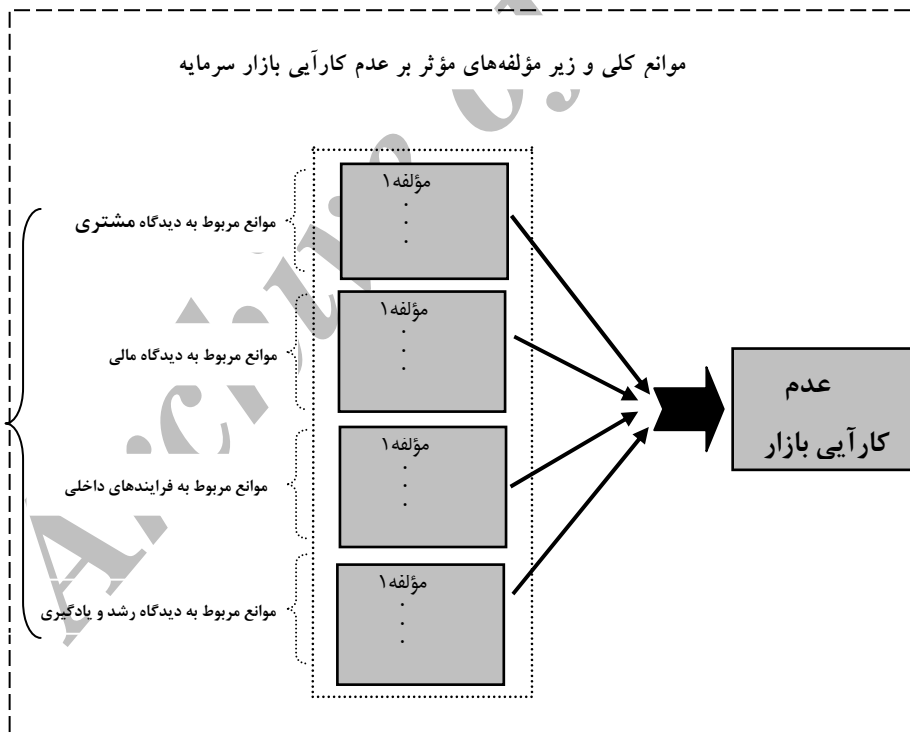 موانع کلی و زیر مؤلفه‌های مؤثر بر عدم کارآیی بازار سرمایه
موانع مربوط به دیدگاه مشتری
مؤلفه۱
.
.
.
موانع مربوط به دیدگاه مالی
مؤلفه۱
.
.
.
موانع مربوط به فرایندهای داخلی
مؤلفه۱
.
.
.
موانع مربوط به دیدگاه رشد و یادگیری
مؤلفه۱
.
.
.
عدم
کارآیی بازار